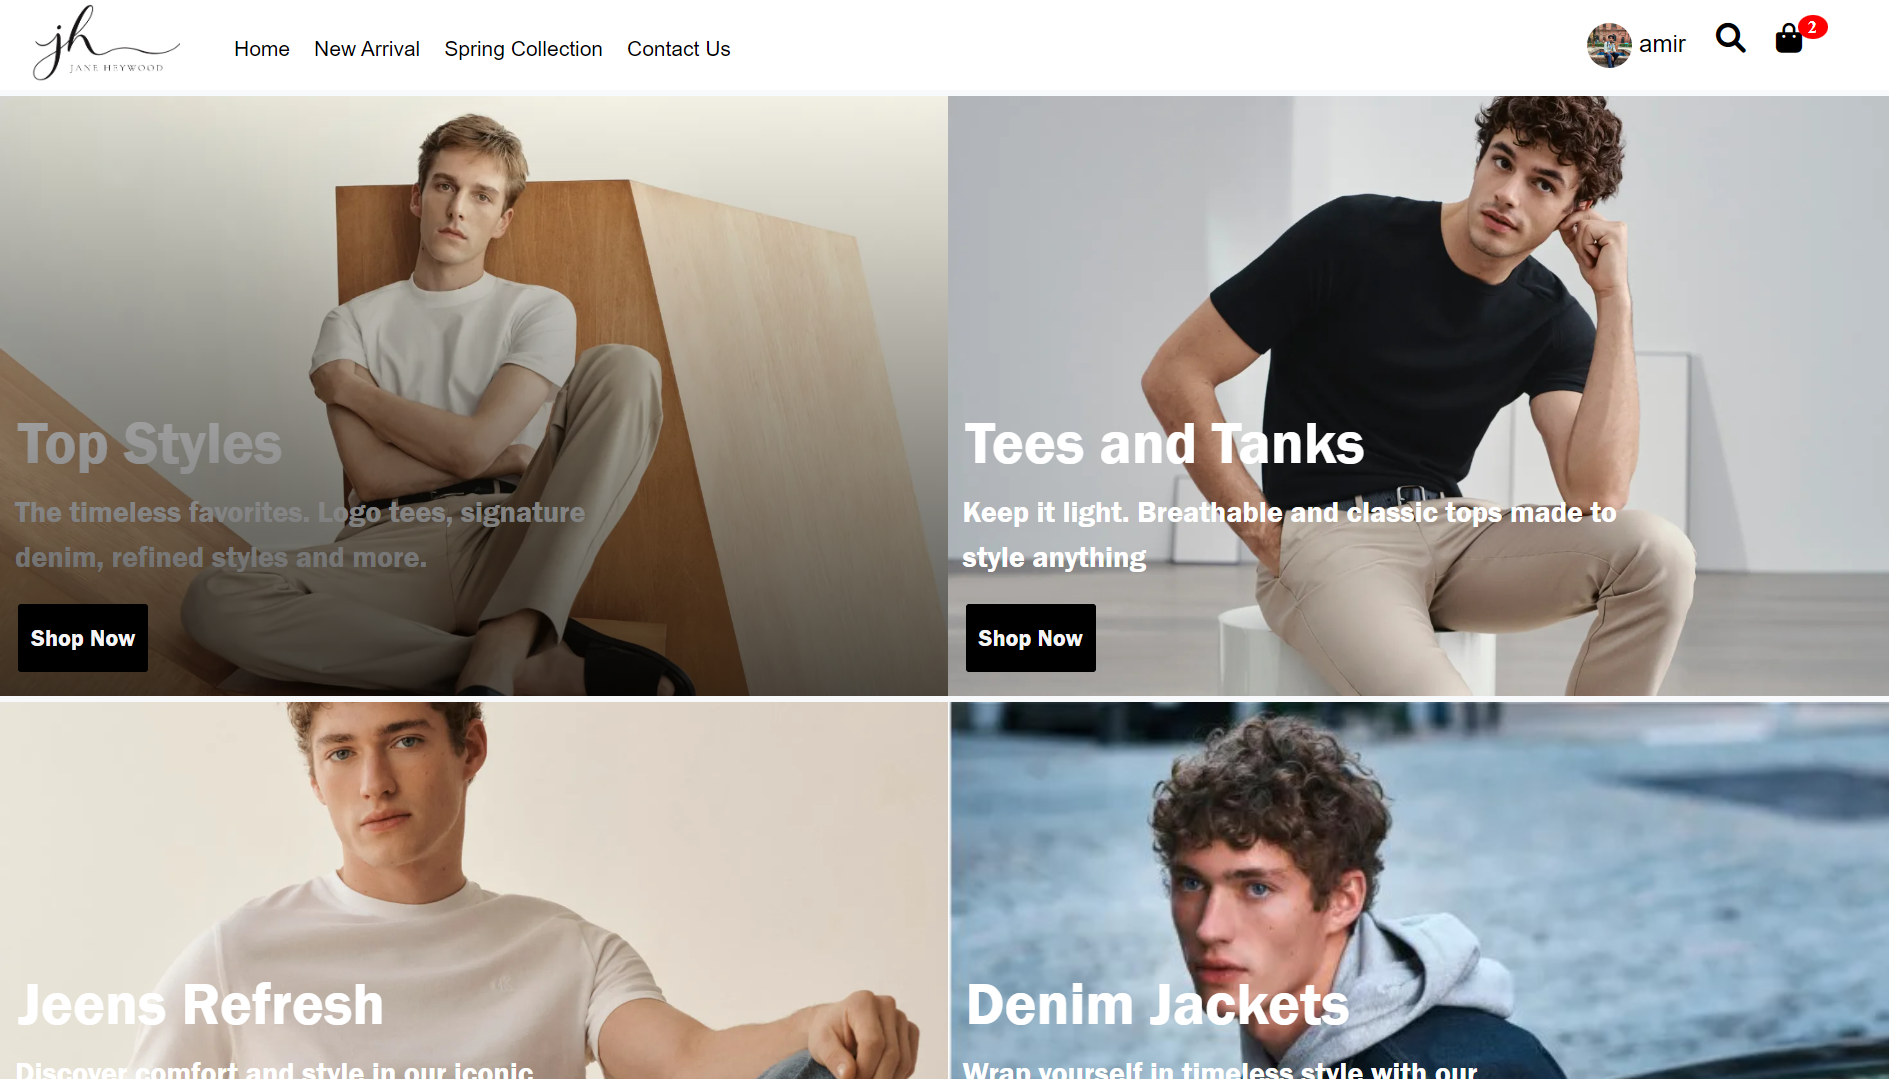 jh
JANE HEYWOOD
Home New Arrival Spring Collection Contact Us
amir
2
Top Styles
The timeless favorites. Logo tees, signature
denim, refined styles and more.
Shop Now
Tees and Tanks
Keep it light. Breathable and classic tops made to
style anything
Shop Now
Jeens Refresh
Discover comfort and style in our iconic
Denim Jackets
Wrap yourself in timeless style with our